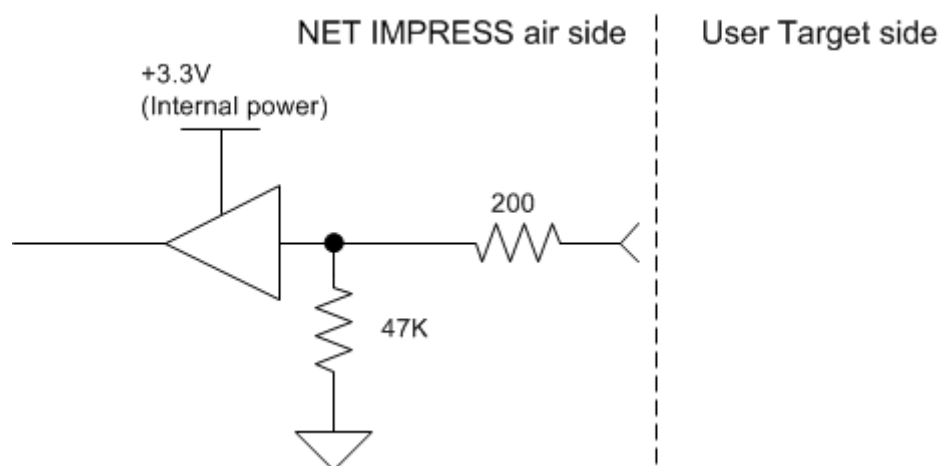 NET IMPRESS air side
User Target side
+3.3V
(Internal power)
200
47K